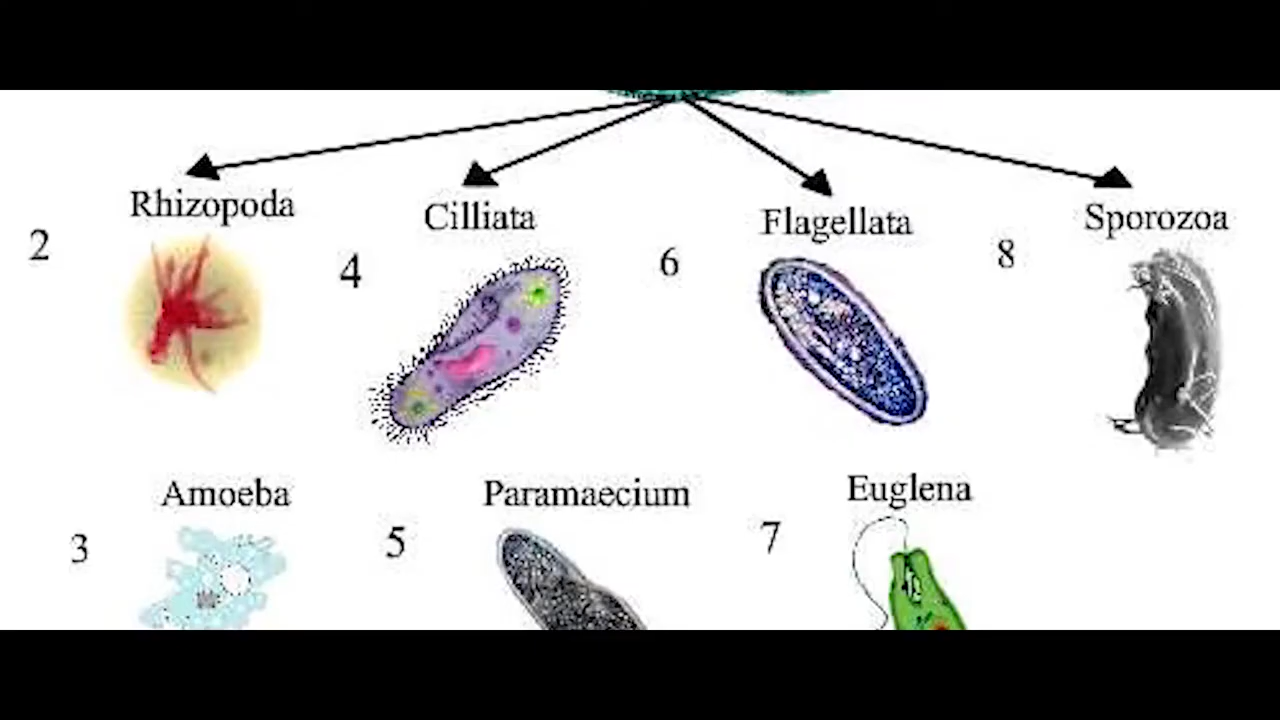 Rhizopoda
Cilliata
Flagellata
Sporozoa
2
4
6
8
Amoeba
Paramaecium
Euglena
3
5
7